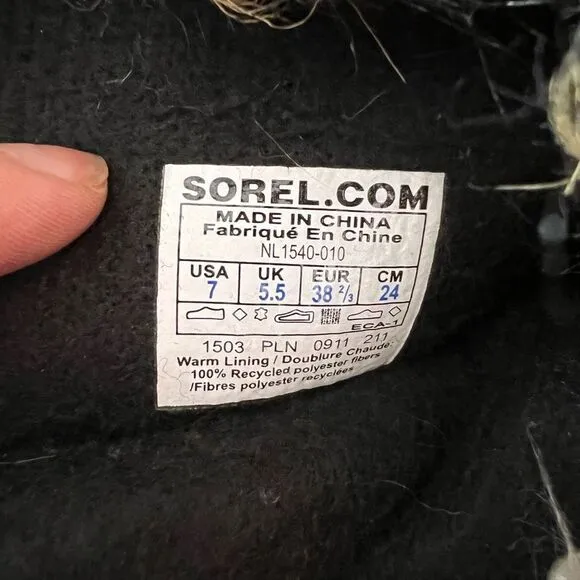 SOREL.COM
MADE IN CHINA
Fabriqué En Chine
NL1540-010
USA UK EUR CM
7 5.5 38 2/3 24
ECA-1
1503 PLN 0911 211
Warm Lining / Doublure Chaude
100% Recycled polyester fibers
/Fibres polyester recyclées